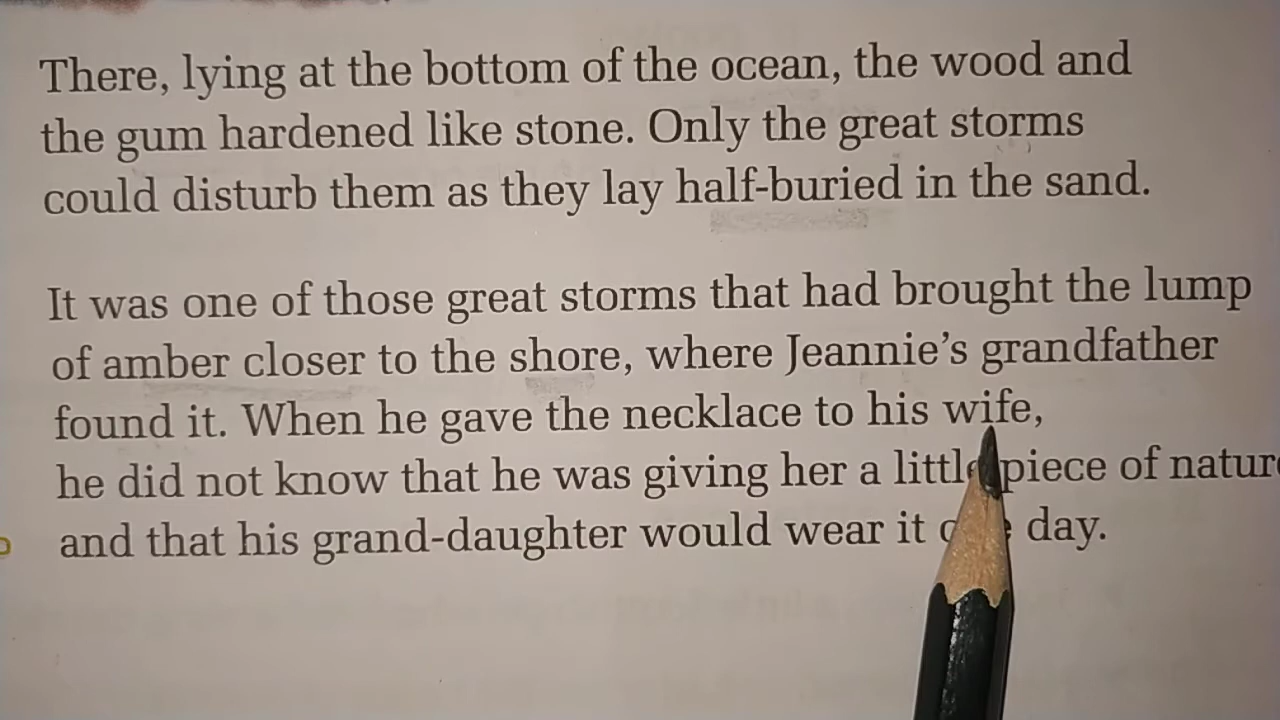 There, lying at the bottom of the ocean, the wood and
the gum hardened like stone. Only the great storms
could disturb them as they lay half-buried in the sand.
It was one of those great storms that had brought the lump
of amber closer to the shore, where Jeannie's grandfather
found it. When he gave the necklace to his wife,
he did not know that he was giving her a little piece of nature
and that his grand-daughter would wear it one day.